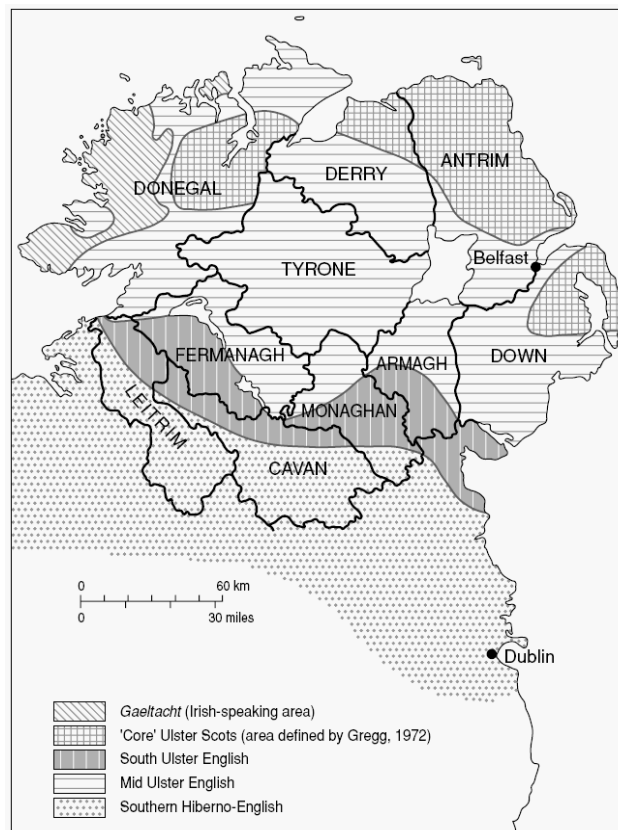 DERRY
ANTRIM
DONEGAL
Belfast
TYRONE
FERMANAGH
ARMAGH
DOWN
MONAGHAN
LEITRIM
CAVAN
0 60 km
0 30 miles
Dublin
Gaeltacht (Irish-speaking area)
'Core' Ulster Scots (area defined by Gregg, 1972)
South Ulster English
Mid Ulster English
Southern Hiberno-English